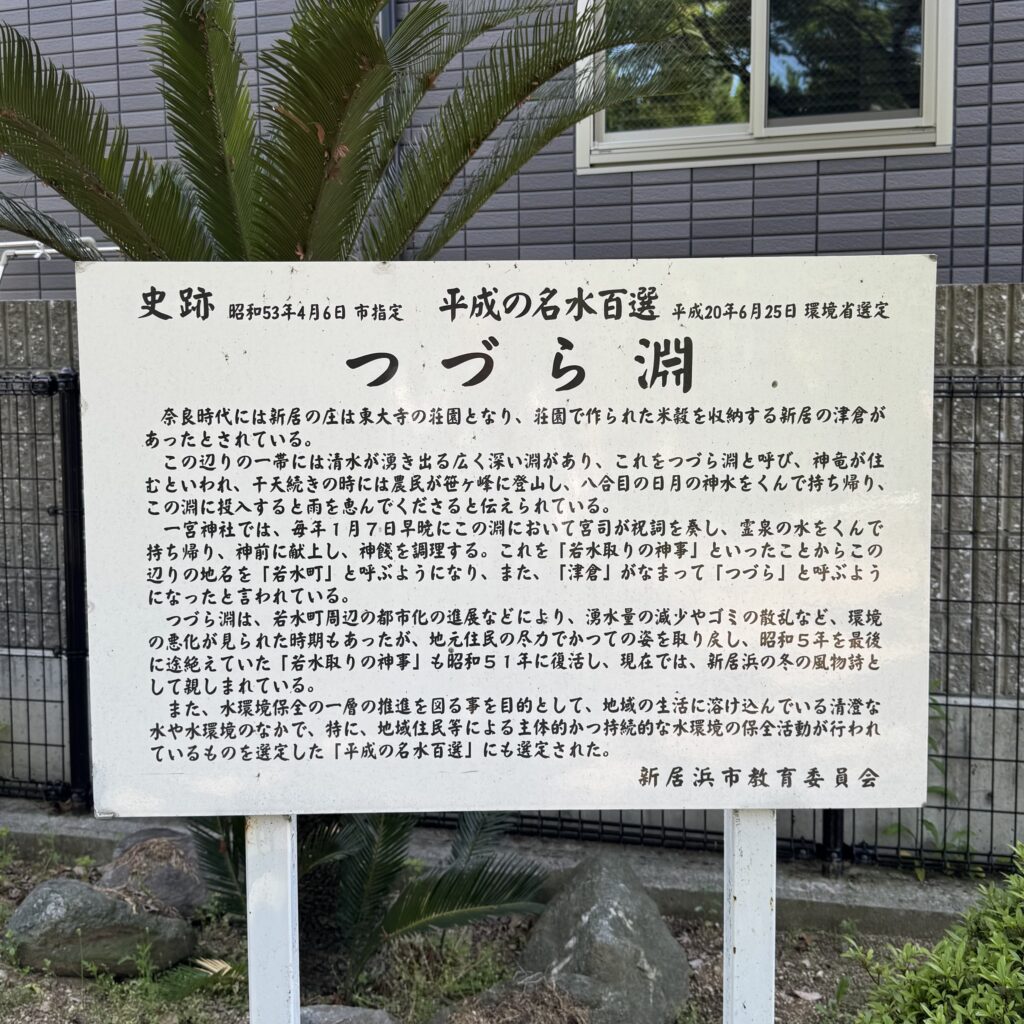 史跡 昭和53年4月6日 市指定 平成の名水百選 平成20年6月25日 環境省選定
つづら淵
奈良時代には新居の庄は東大寺の荘園となり、荘園で作られた米穀を収納する新居の津倉が
あったとされている。
この辺りの一帯には清水が湧き出る広く深い淵があり、これをつづら淵と呼び、神竜が住
むといわれ、干天続きの時には農民が笹ヶ峰に登山し、八合目の日月の神水をくんで持ち帰り、
この淵に投入すると雨を恵んでくださると伝えられている。
一宮神社では、毎年1月7日早暁にこの淵において宮司が祝詞を奏し、霊泉の水をくんで
持ち帰り、神前に献上し、神饌を調理する。これを「若水取りの神事」といったことからこの
辺りの地名を「若水町」と呼ぶようになり、また、「津倉」がなまって「つづら」と呼ぶよう
になったと言われている。
つづら淵は、若水町周辺の都市化の進展などにより、湧水量の減少やゴミの散乱など、環境
の悪化が見られた時期もあったが、地元住民の尽力でかつての姿を取り戻し、昭和5年を最後
に途絶えていた「若水取りの神事」も昭和51年に復活し、現在では、新居浜の冬の風物詩と
して親しまれている。
また、水環境保全の一層の推進を図る事を目的として、地域の生活に溶け込んでいる清澄な
水や水環境のなかで、特に、地域住民等による主体的かつ持続的な水環境の保全活動が行われ
ているものを選定した「平成の名水百選」にも選定された。
新居浜市教育委員会